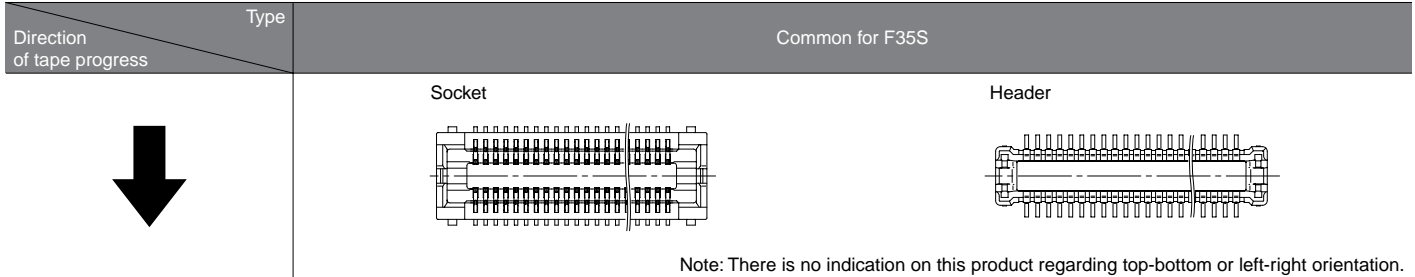 Type
Direction
of tape progress
Common for F35S
Socket
Header
Note: There is no indication on this product regarding top-bottom or left-right orientation.